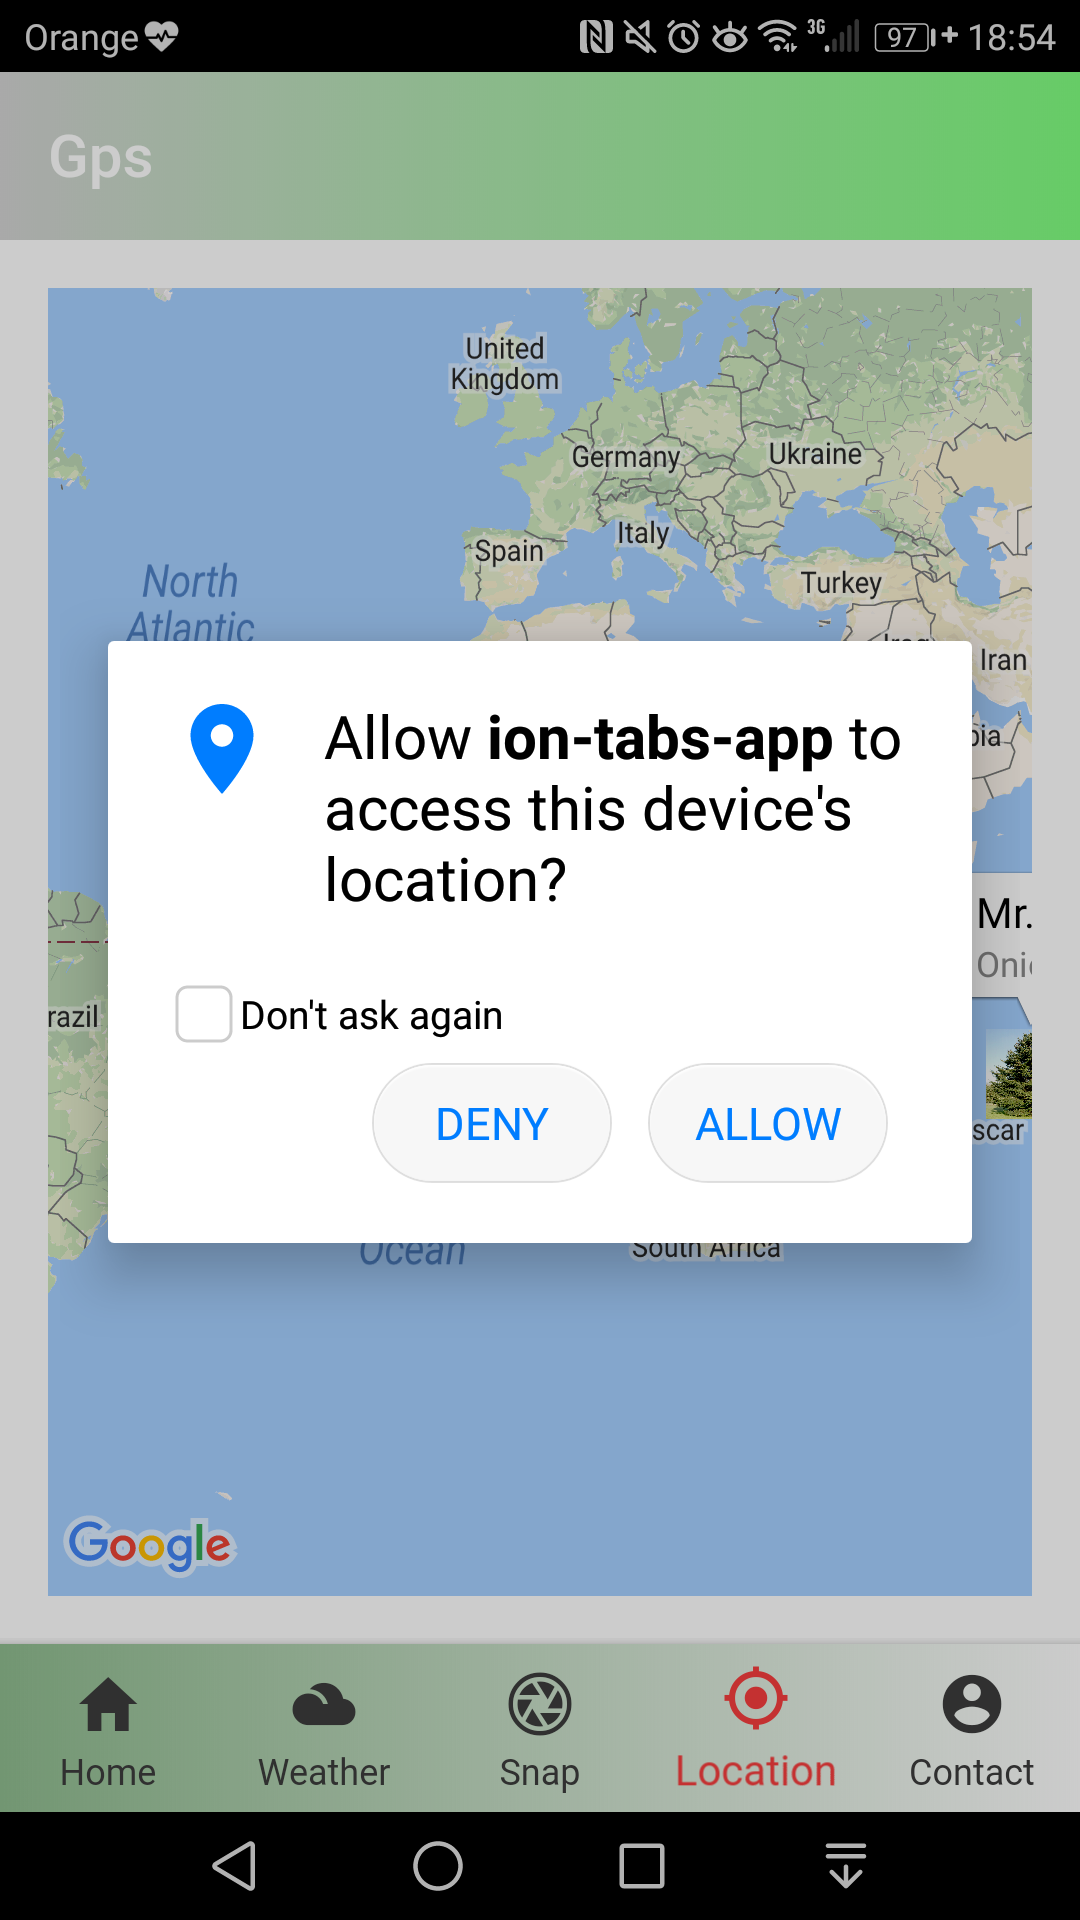 Orange
3G 97 18:54
Gps
United
Kingdom
Germany
Ukraine
Italy
Spain
Turkey
North
Atlantic
Iraq
Iran
bia
Allow ion-tabs-app to
access this device's
location?
Mr.
Oni
razil
Don't ask again
DENY
ALLOW
scar
Ocean
South Africa
Google
Home
Weather
Snap
Location
Contact